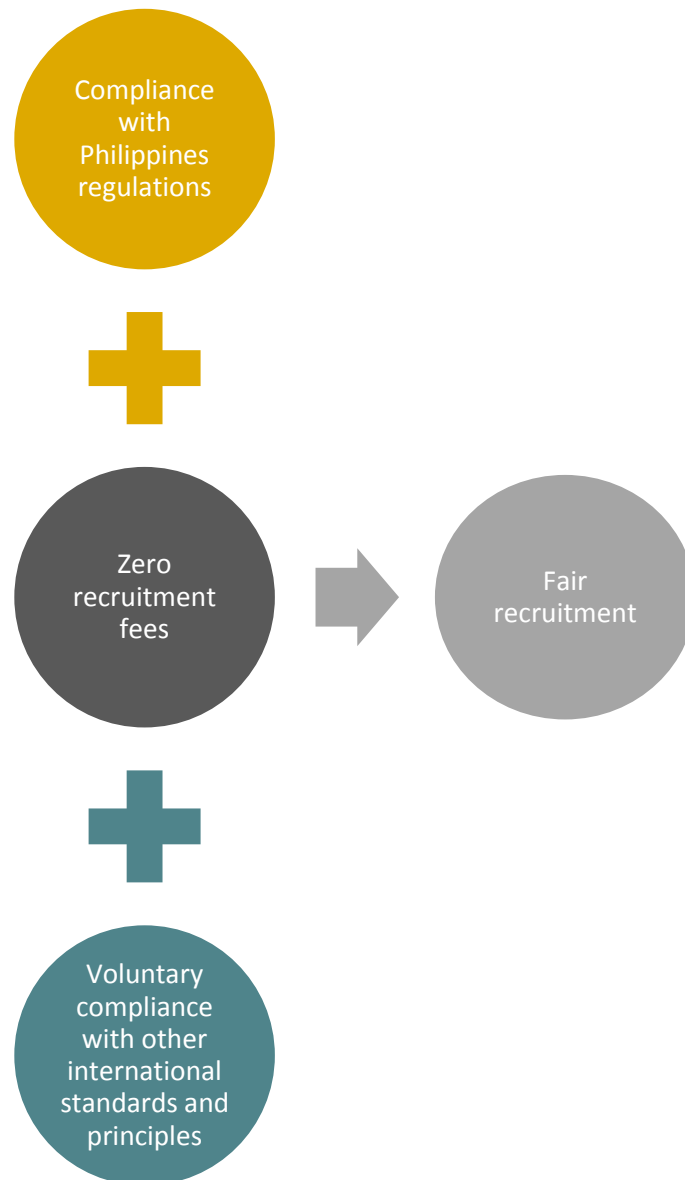 Compliance
with
Philippines
regulations
Zero
recruitment
fees
Fair
recruitment
Voluntary
compliance
with other
international
standards and
principles